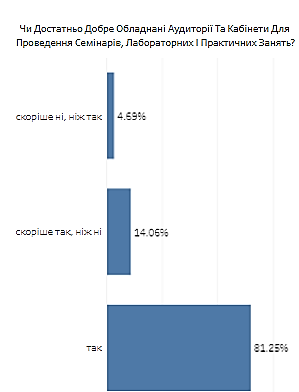 Чи Достатньо Добре Обладнані Аудиторії Та Кабінети Для
Проведення Семінарів, Лабораторних І Практичних Занять?
скоріше ні, ніж так
4.69%
скоріше так, ніж ні
14.06%
так
81.25%